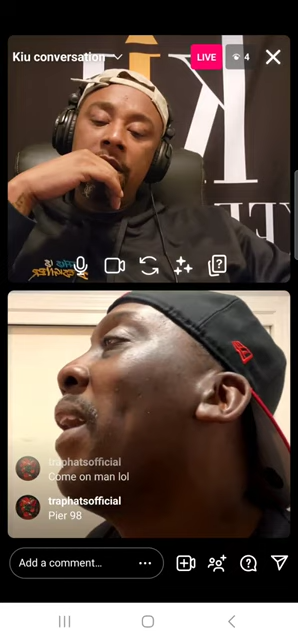 Kiu conversation
LIVE
4
traphatsofficial
Come on man lol
traphatsofficial
Pier 98
Add a comment...